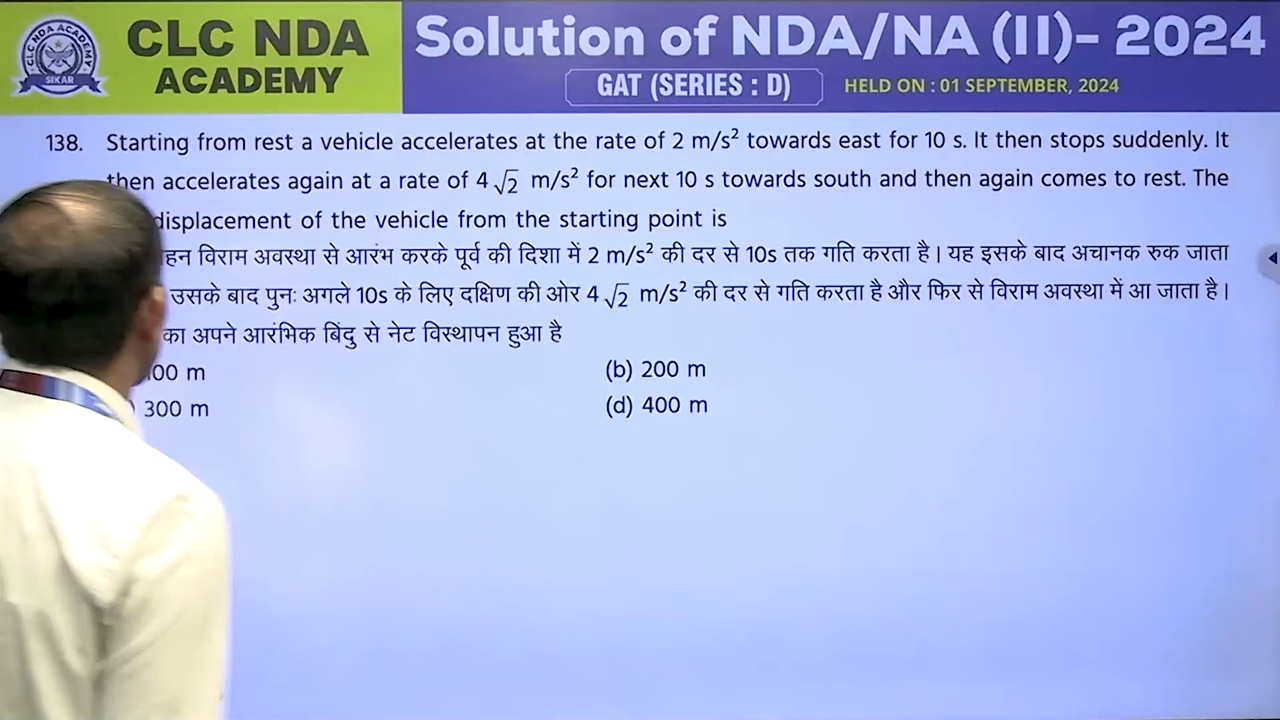 CLC NDA ACADEMY
SIKAR
CLC NDA
ACADEMY
Solution of NDA/NA (II)- 2024
GAT (SERIES : D)
HELD ON : 01 SEPTEMBER, 2024
138. Starting from rest a vehicle accelerates at the rate of 2 m/s² towards east for 10 s. It then stops suddenly. It
then accelerates again at a rate of 4√2 m/s² for next 10 s towards south and then again comes to rest. The
displacement of the vehicle from the starting point is
विराम अवस्था से आरंभ करके पूर्व की दिशा में 2 m/s² की दर से 10s तक गति करता है। यह इसके बाद अचानक रुक जाता
उसके बाद पुनः अगले 10s के लिए दक्षिण की ओर 4√2 m/s² की दर से गति करता है और फिर से विराम अवस्था में आ जाता है।
का अपने आरंभिक बिंदु से नेट विस्थापन हुआ है
00 m (b) 200 m
300 m (d) 400 m